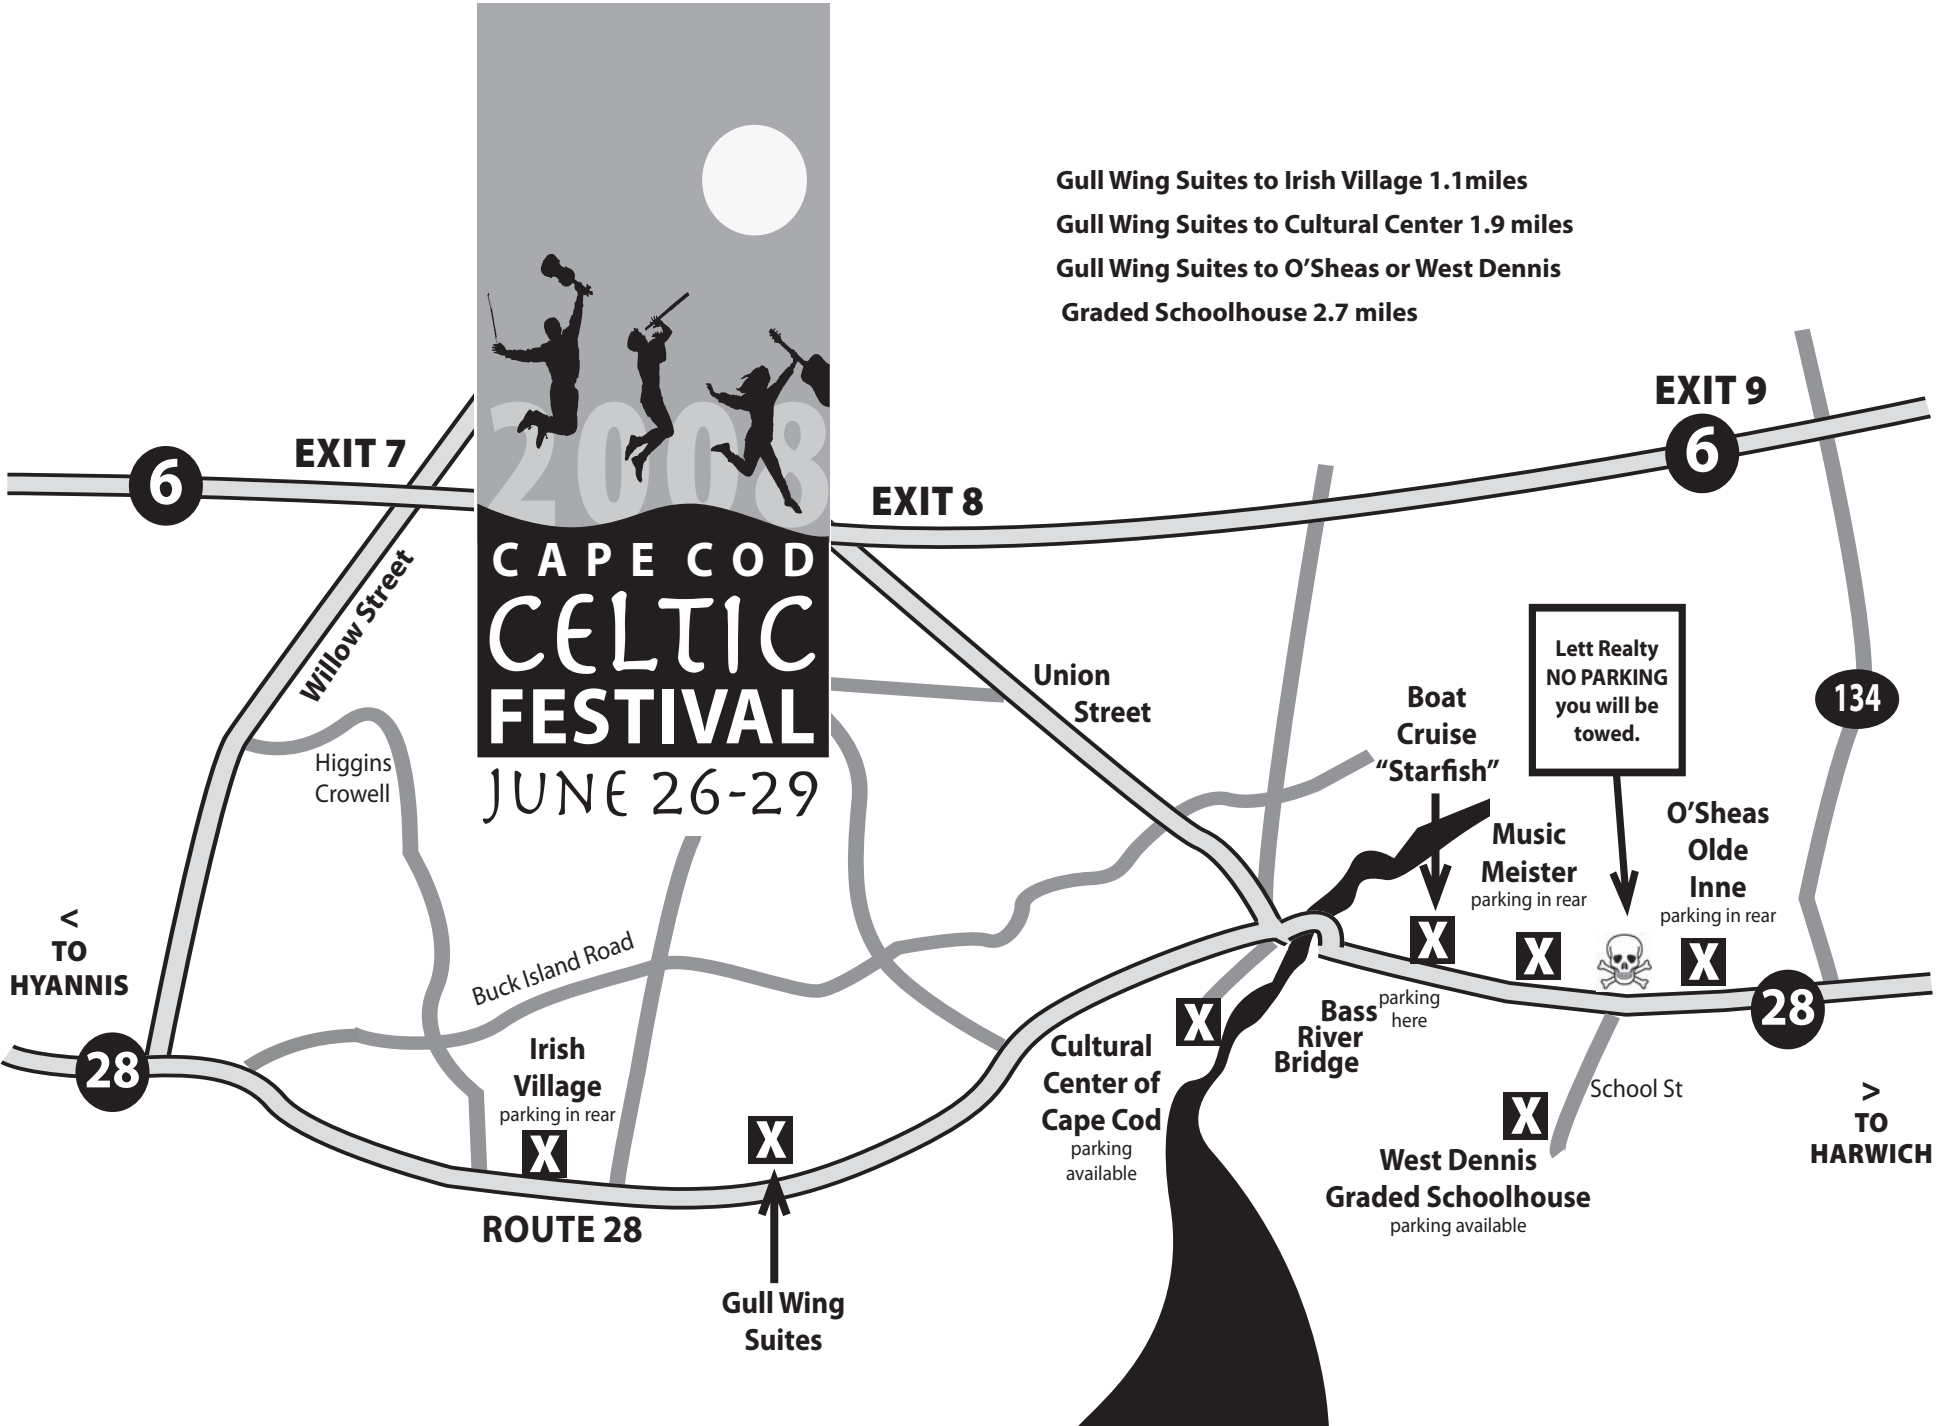 Gull Wing Suites to Irish Village 1.1miles
Gull Wing Suites to Cultural Center 1.9 miles
Gull Wing Suites to O'Sheas or West Dennis
Graded Schoolhouse 2.7 miles
2008
CAPE COD
CELTIC
FESTIVAL
JUNE 26-29
EXIT 7
6
EXIT 8
EXIT 9
6
Willow Street
Higgins
Crowell
Union
Street
Boat
Cruise
“Starfish”
Lett Realty
NO PARKING
you will be
towed.
134
Music
Meister
parking in rear
O'Sheas
Olde
Inne
parking in rear
<
TO
HYANNIS
28
Buck Island Road
Irish
Village
parking in rear
X
X
ROUTE 28
Gull Wing
Suites
X
Cultural
Center of
Cape Cod
parking
available
Bass
River
Bridge
X
parking
here
X
X
28
School St
X
West Dennis
Graded Schoolhouse
parking available
>
TO
HARWICH